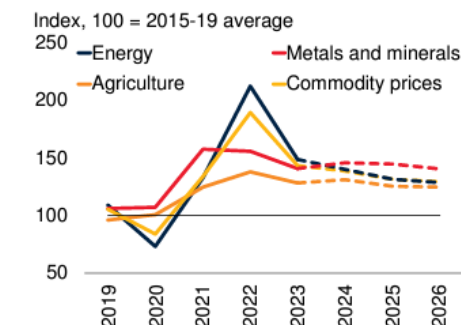 Index, 100 = 2015-19 average
250
Energy
Metals and minerals
Agriculture
Commodity prices
200
150
100
50
2019
2020
2021
2022
2023
2024
2025
2026